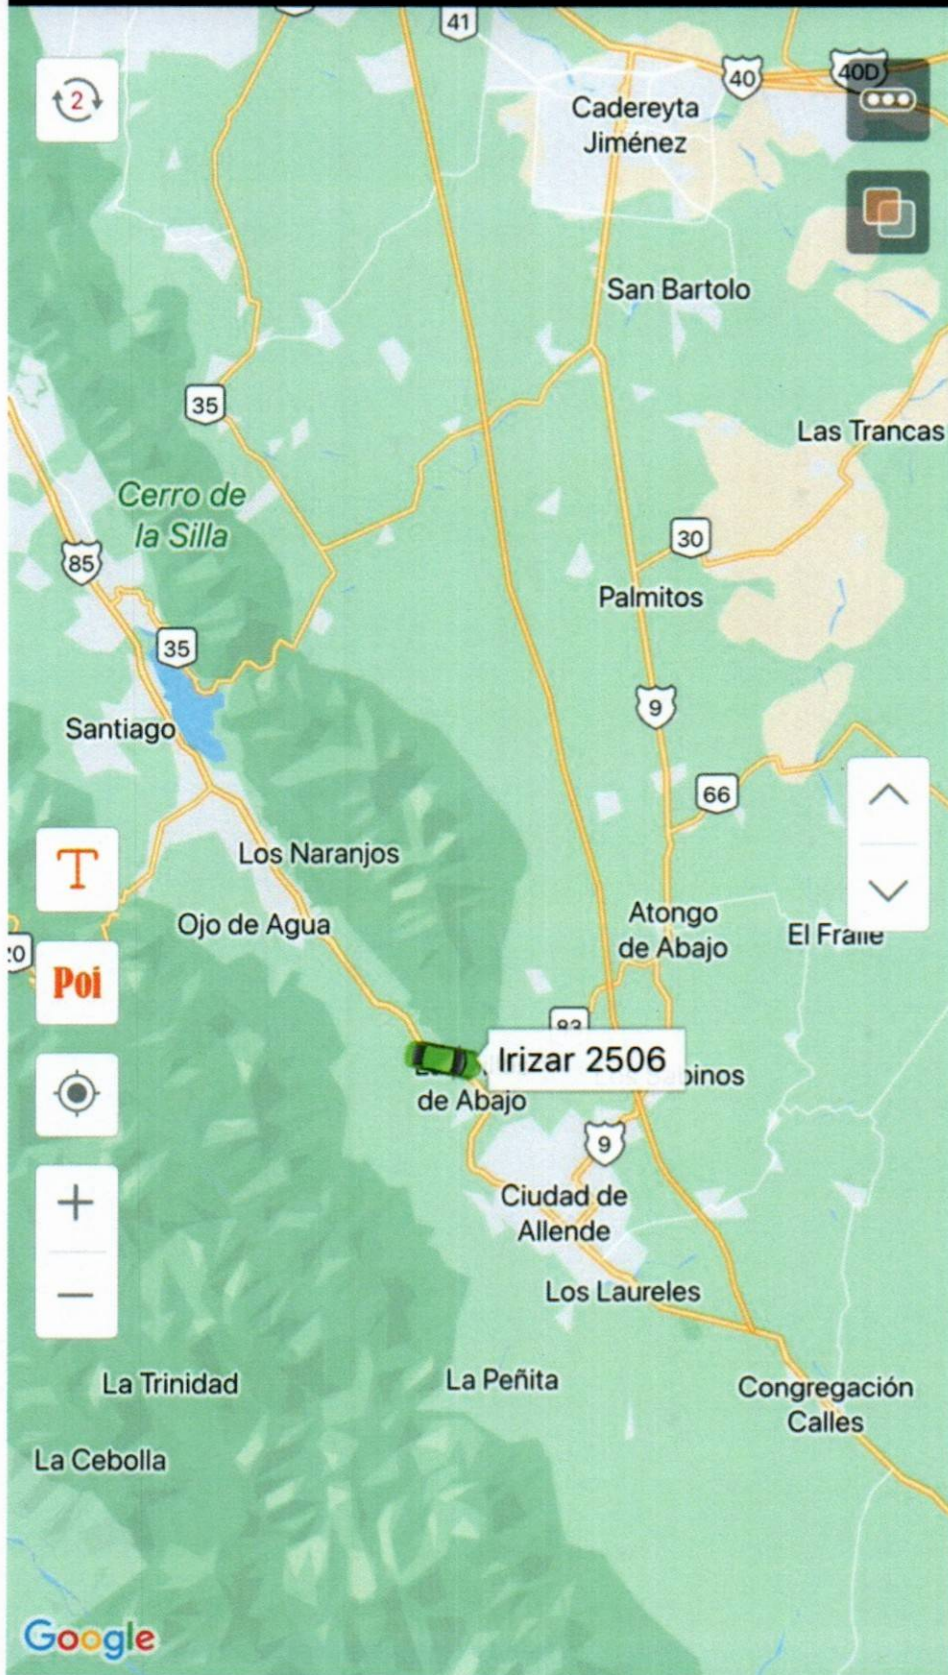 41
2
40
40D
Cadereyta
Jiménez
San Bartolo
35
Las Trancas
Cerro de
la Silla
30
85
Palmitos
35
9
Santiago
66
Los Naranjos
T
Atongo
de Abajo
Ojo de Agua
El Fraile
Poi
83
Irizar 2506
de Abajo
9
Ciudad de
Allende
Los Laureles
La Trinidad
La Peñita
Congregación
Calles
La Cebolla
Google